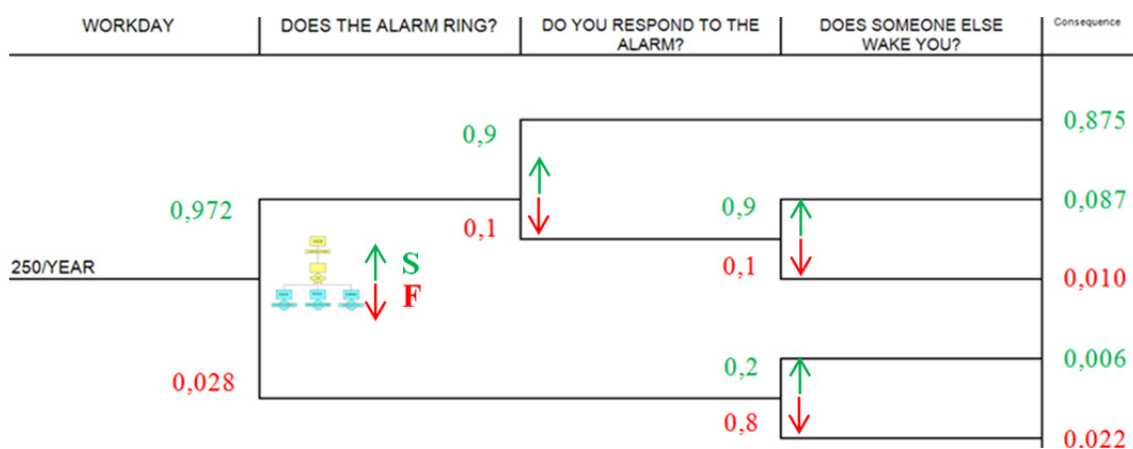 WORKDAY
DOES THE ALARM RING?
DO YOU RESPOND TO THE
ALARM?
DOES SOMEONE ELSE
WAKE YOU?
Consequence
0,875
0,9
0,972
0,1
0,9
0,087
250/YEAR
S
F
0,1
0,010
0,028
0,2
0,006
0,8
0,022